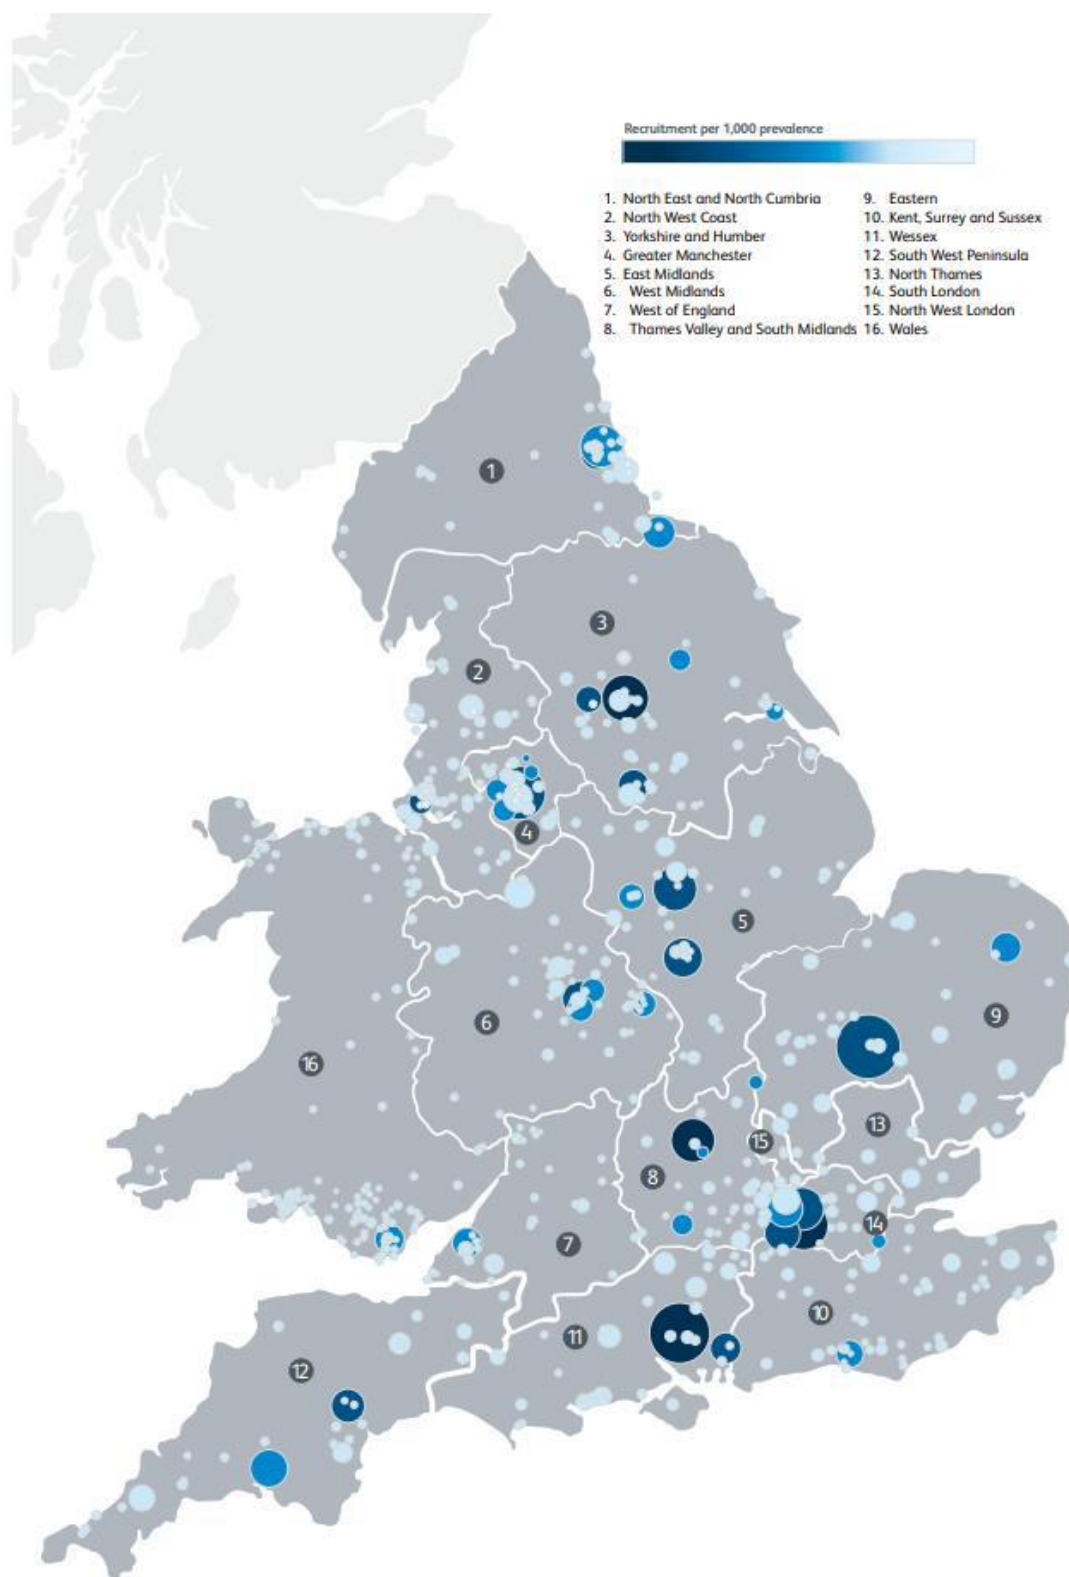 Recruitment per 1,000 prevalence
1. North East and North Cumbria
2. North West Coast
3. Yorkshire and Humber
4. Greater Manchester
5. East Midlands
6. West Midlands
7. West of England
8. Thames Valley and South Midlands
9. Eastern
10. Kent, Surrey and Sussex
11. Wessex
12. South West Peninsula
13. North Thames
14. South London
15. North West London
16. Wales
1
3
2
4
5
6
9
16
13
15
8
14
7
10
11
12